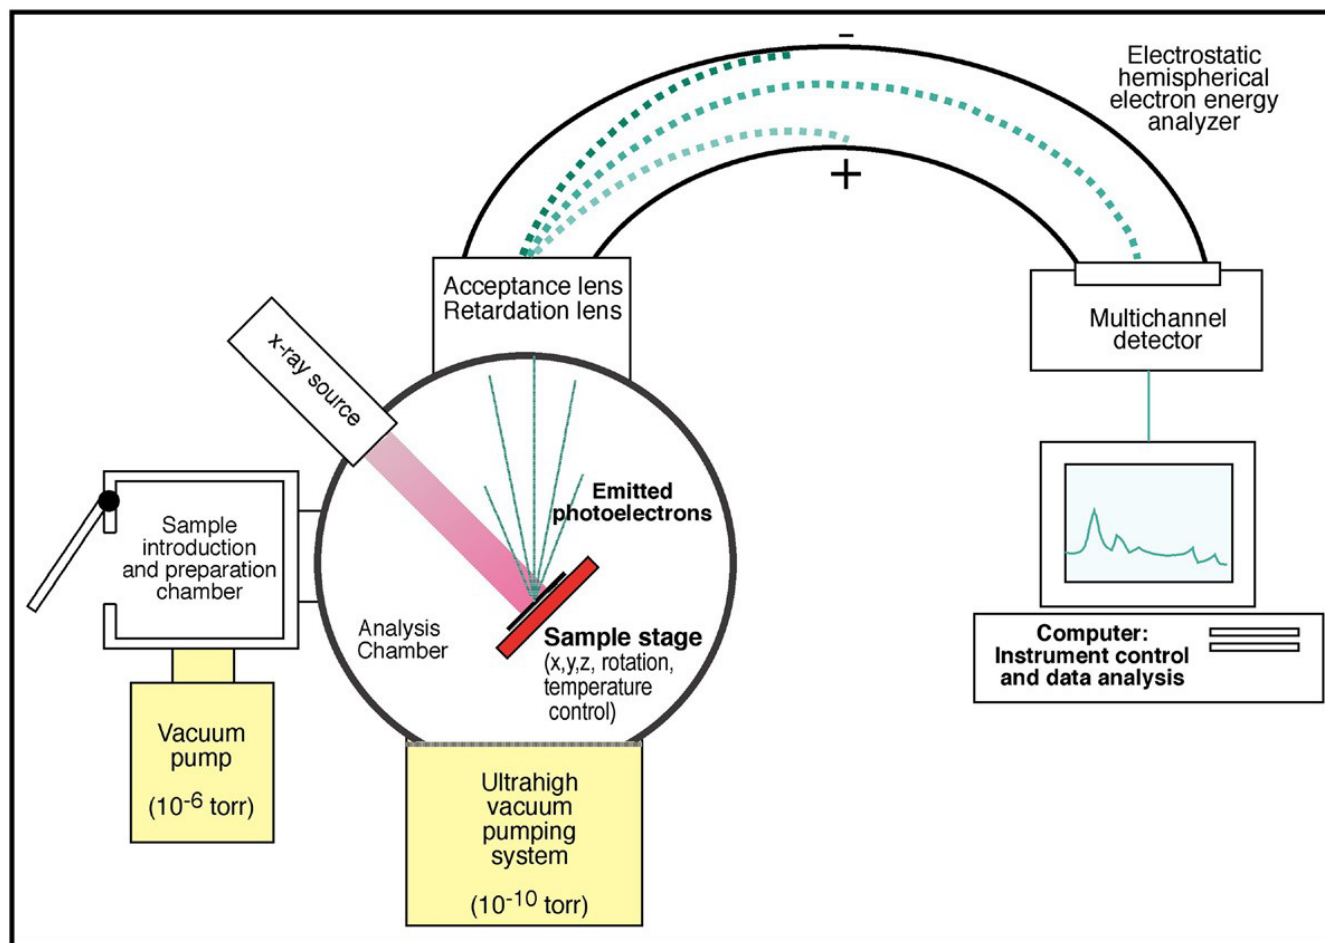 -
+
Electrostatic
hemispherical
electron energy
analyzer
Acceptance lens
Retardation lens
x-ray source
Multichannel
detector
Emitted
photoelectrons
Sample
introduction
and preparation
chamber
Analysis
Chamber
Sample stage
(x,y,z, rotation,
temperature
control)
Computer:
Instrument control
and data analysis
Vacuum
pump
(10-6 torr)
Ultrahigh
vacuum
pumping
system
(10-10 torr)